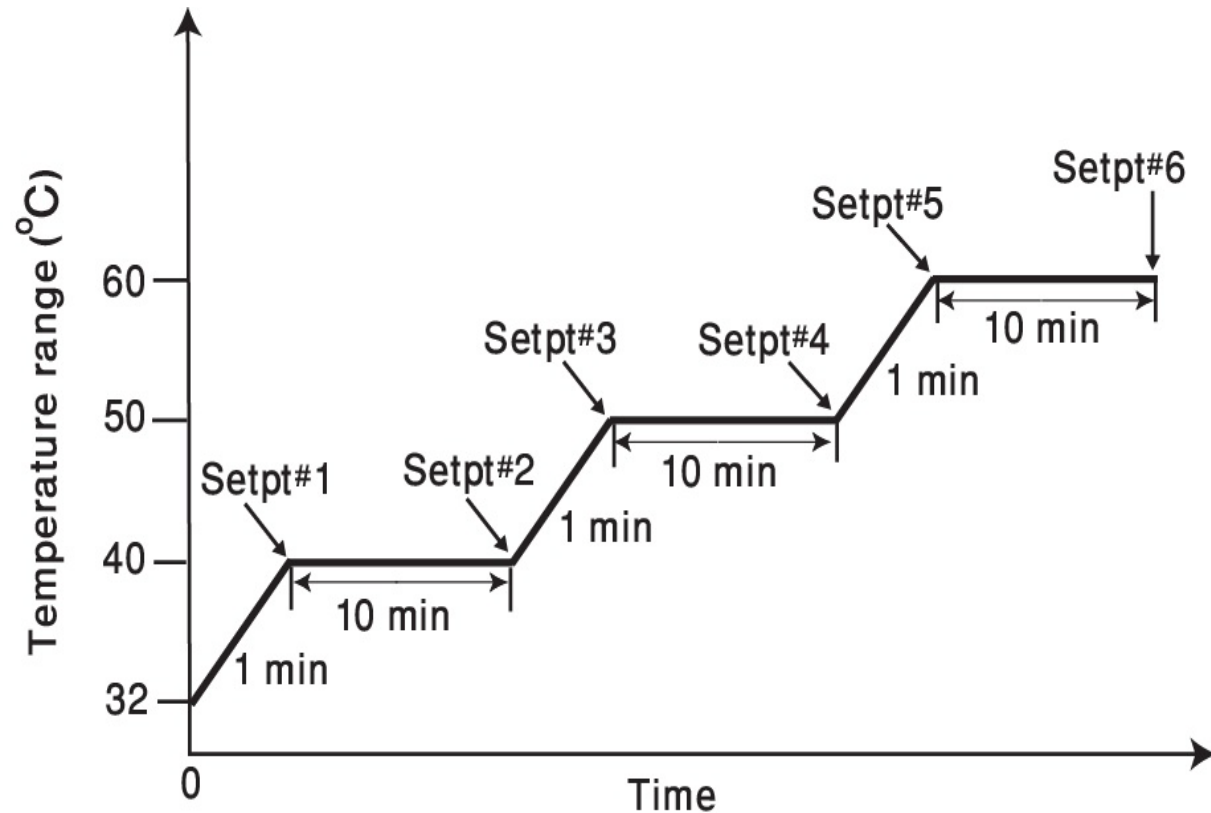 Temperature range (°C)
Setpt#6
Setpt#5
60
10 min
Setpt#3
Setpt#4
1 min
50
10 min
Setpt#1
Setpt#2
1 min
40
10 min
1 min
32
0
Time